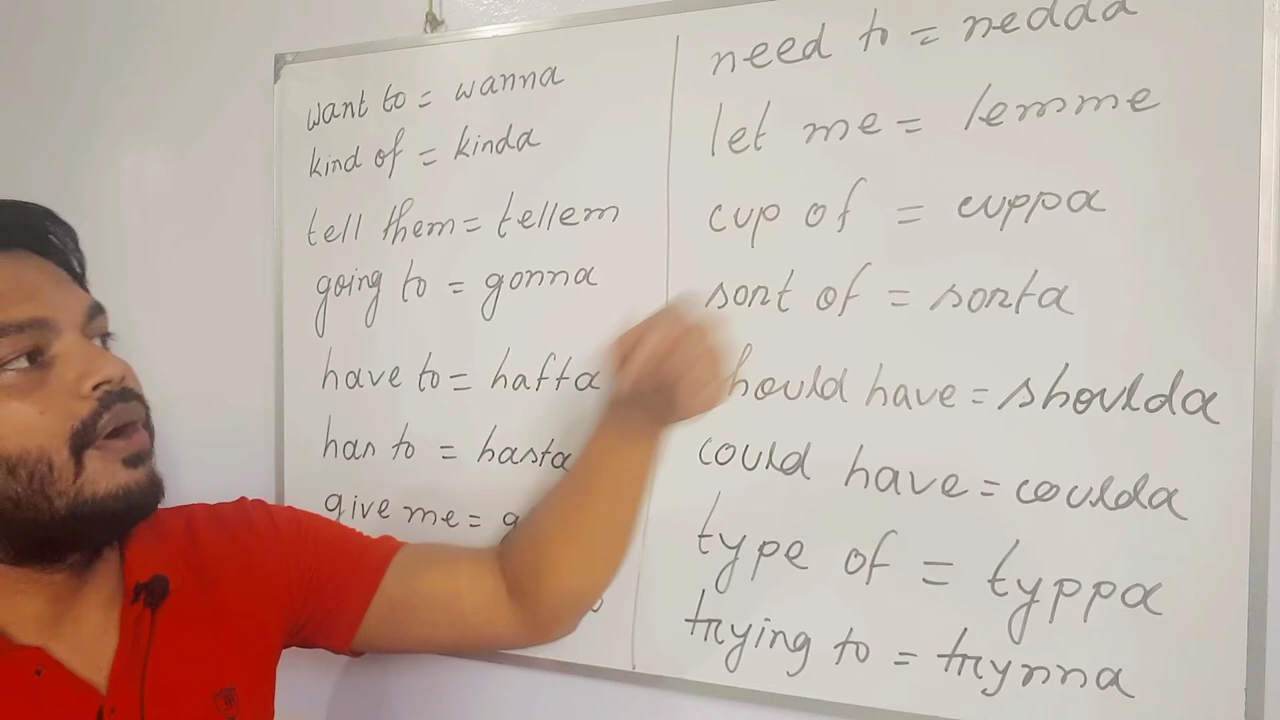 want to = wanna
kind of = kinda
tell them = tellem
going to = gonna
have to = hafta
has to = hasta
give me =
need to = nedda
let me = lemme
cup of = cuppa
sort of = sorta
hould have = shoulda
could have = coulda
type of = typpa
trying to = trynna